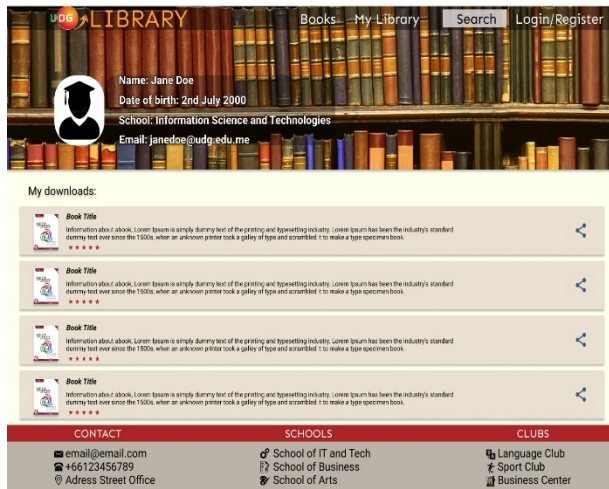 UDG LIBRARY
Books My Library Search Login/Register
Name: Jane Doe
Date of birth: 2nd July 2000
School: Information Science and Technologies
Email: janedoe@udg.edu.me
My downloads:
Book Title
Information about abook, Lorem Ipsum is simply dummy text of the printing and typesetting industry. Lorem Ipsum has been the industry's standard
dummy text ever since the 1500s, when an unknown printer took a galley of type and scrambled it to make a type specimen book.
Book Title
Information about abook, Lorem Ipsum is simply dummy text of the printing and typesetting industry. Lorem Ipsum has been the industry's standard
dummy text ever since the 1500s, when an unknown printer took a galley of type and scrambled it to make a type specimen book.
Book Title
Information about abook, Lorem Ipsum is simply dummy text of the printing and typesetting industry. Lorem Ipsum has been the industry's standard
dummy text ever since the 1500s, when an unknown printer took a galley of type and scrambled it to make a type specimen book.
Book Title
Information about abook, Lorem Ipsum is simply dummy text of the printing and typesetting industry. Lorem Ipsum has been the industry's standard
dummy text ever since the 1500s, when an unknown printer took a galley of type and scrambled it to make a type specimen book.
CONTACT SCHOOLS CLUBS
email@email.com School of IT and Tech Language Club
+66123456789 School of Business Sport Club
Adress Street Office School of Arts Business Center